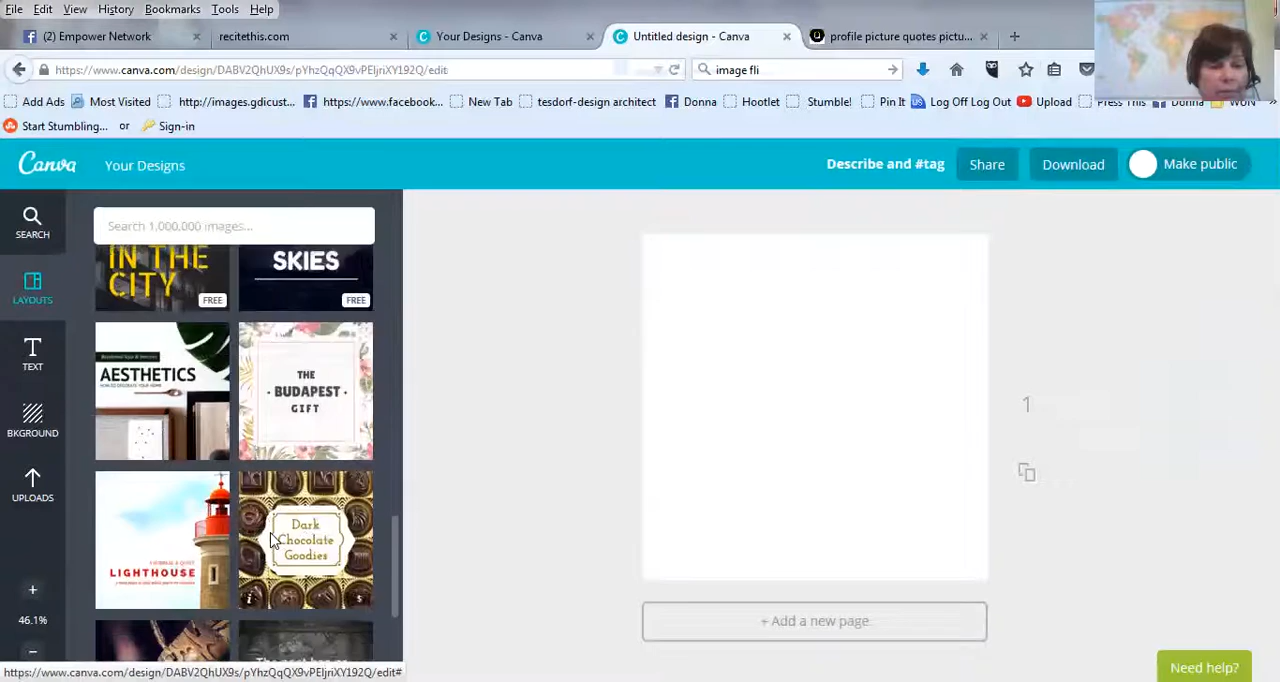 File Edit View History Bookmarks Tools Help
(2) Empower Network
recitethis.com
Your Designs - Canva
Untitled design - Canva
profile picture quotes pictu...
https://www.canva.com/design/DABV2QhUX9s/pYhzQqQX9vPEljriXY192Q/edit
image fli
Add Ads Most Visited http://images.gdicust... https://www.facebook... New Tab tesdorf-design architect Donna Hootlet Stumble! Pin It Log Off Log Out Upload Press This Donna WUN
Start Stumbling... or Sign-in
Canva Your Designs Describe and #tag Share Download Make public
SEARCH
LAYOUTS
TEXT
BKGROUND
UPLOADS
46.1%
Search 1,000,000 images...
IN THE
CITY
FREE
SKIES
FREE
AESTHETICS
THE
· BUDAPEST ·
GIFT
LIGHTHOUSE
Dark
Chocolate
Goodies
1
+ Add a new page
Need help?
https://www.canva.com/design/DABV2QhUX9s/pYhzQqQX9vPEljriXY192Q/edit#